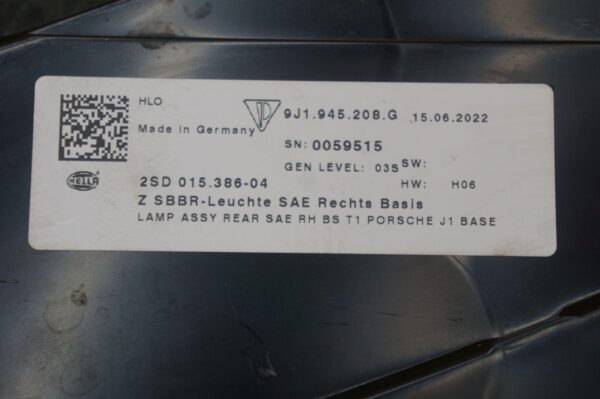 HLO
9J1.945.208.G 15.06.2022
Made in Germany
SN: 0059515
GEN LEVEL: 03S SW:
HELLA
2SD 015.386-04 HW: H06
Z SBBR-Leuchte SAE Rechts Basis
LAMP ASSY REAR SAE RH BS T1 PORSCHE J1 BASE